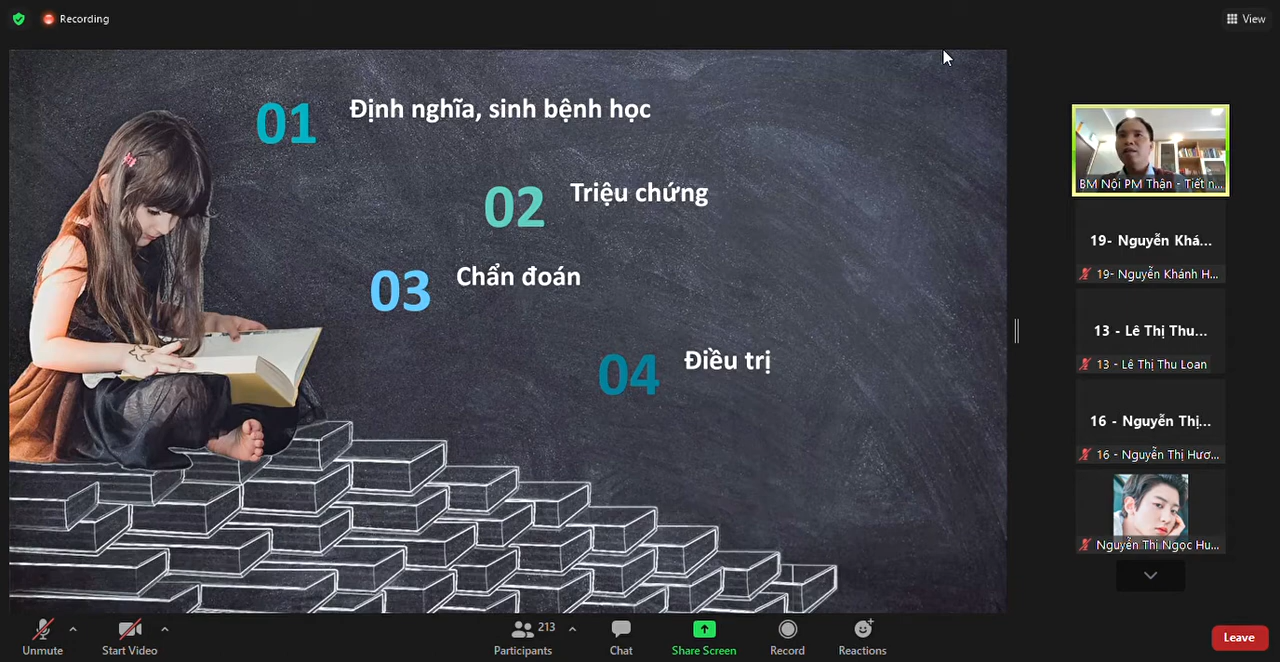 Recording
View
01 Định nghĩa, sinh bệnh học
02 Triệu chứng
03 Chẩn đoán
04 Điều trị
BM Nội PM Thận - Tiết n...
19- Nguyễn Khá...
19- Nguyễn Khánh H...
13 - Lê Thị Thu...
13 - Lê Thị Thu Loan
16 - Nguyễn Thị...
16 - Nguyễn Thị Hươ...
Nguyễn Thị Ngọc Hu...
Unmute
Start Video
Participants 213
Chat
Share Screen
Record
Reactions
Leave